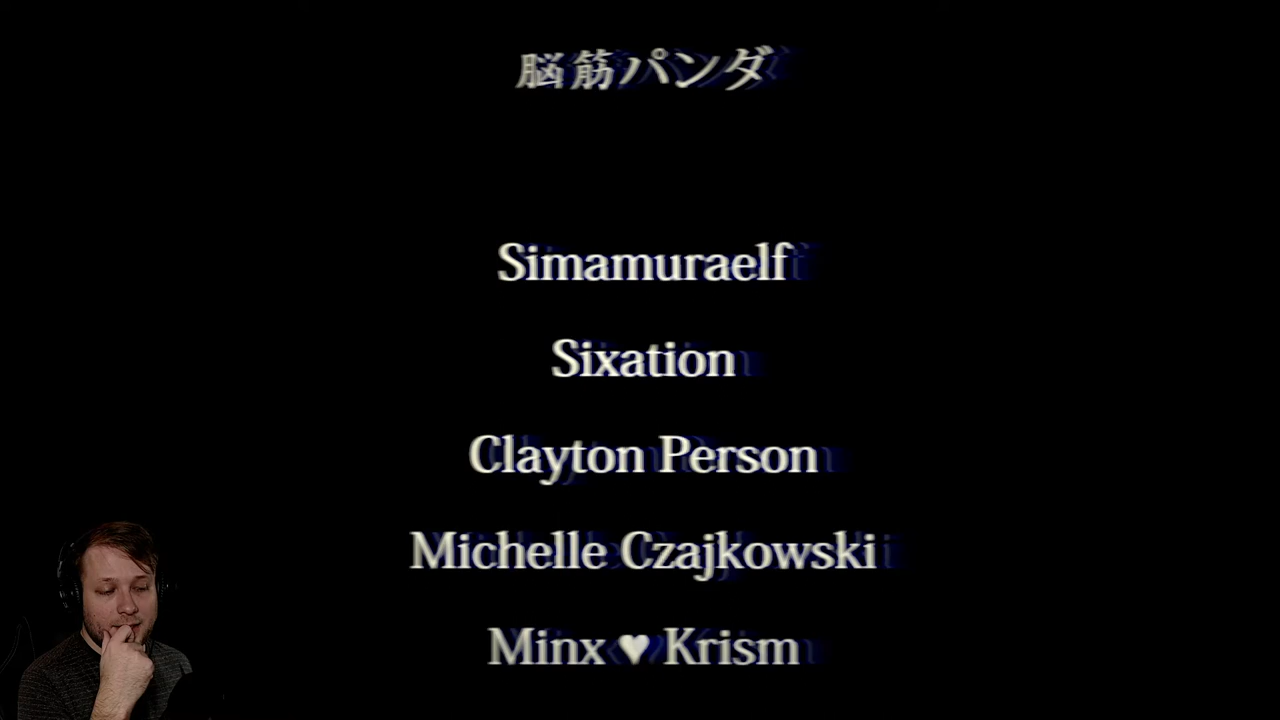 脳筋パンダ
Simamuraelf
Sixation
Clayton Person
Michelle Czajkowski
Minx ♥ Krism